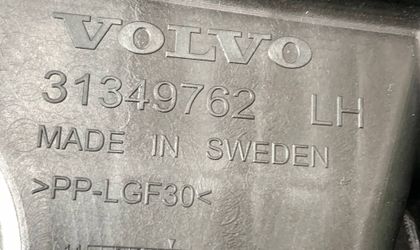 VOLVO
31349762 LH
MADE IN SWEDEN
>PP-LGF30<